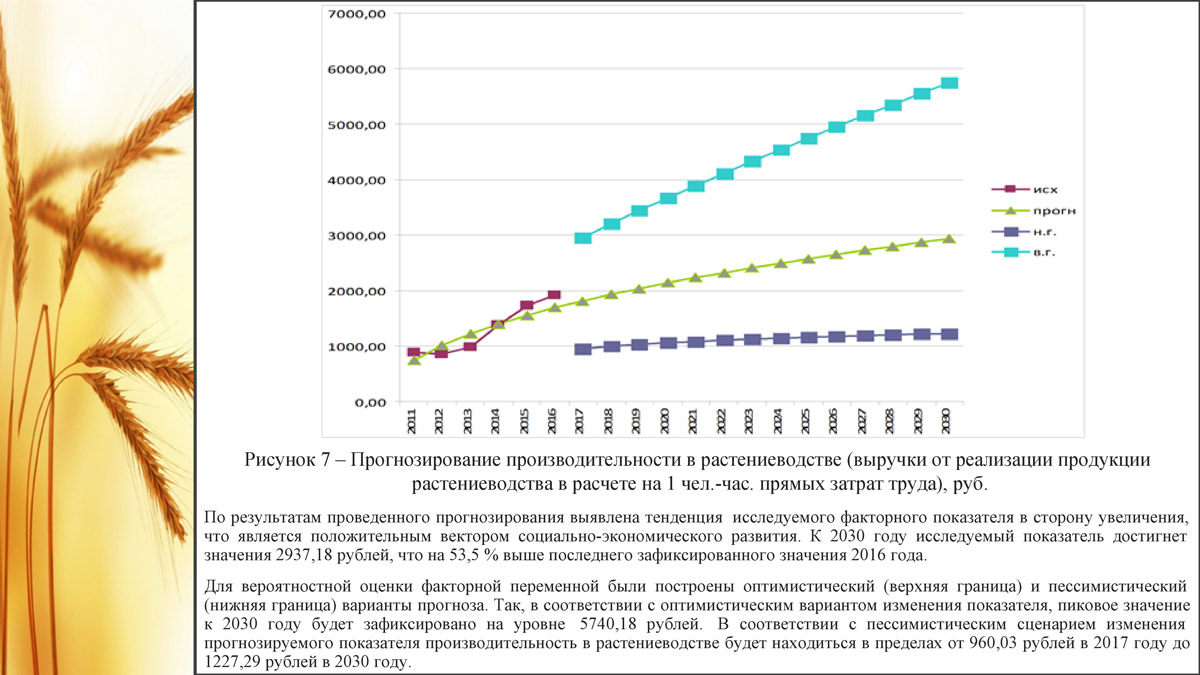 7000,00
6000,00
5000,00
4000,00
3000,00
2000,00
1000,00
0,00
2011 2012 2013 2014 2015 2016 2017 2018 2019 2020 2021 2022 2023 2024 2025 2026 2027 2028 2029 2030
исх
прогн
н.г.
в.г.
Рисунок 7 – Прогнозирование производительности в растениеводстве (выручки от реализации продукции
растениеводства в расчете на 1 чел.-час. прямых затрат труда), руб.
По результатам проведенного прогнозирования выявлена тенденция исследуемого факторного показателя в сторону увеличения,
что является положительным вектором социально-экономического развития. К 2030 году исследуемый показатель достигнет
значения 2937,18 рублей, что на 53,5 % выше последнего зафиксированного значения 2016 года.
Для вероятностной оценки факторной переменной были построены оптимистический (верхняя граница) и пессимистический
(нижняя граница) варианты прогноза. Так, в соответствии с оптимистическим вариантом изменения показателя, пиковое значение
к 2030 году будет зафиксировано на уровне 5740,18 рублей. В соответствии с пессимистическим сценарием изменения
прогнозируемого показателя производительность в растениеводстве будет находиться в пределах от 960,03 рублей в 2017 году до
1227,29 рублей в 2030 году.